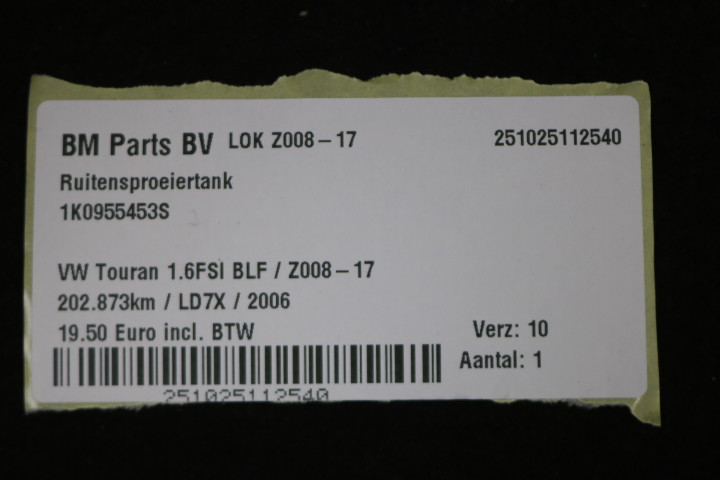 BM Parts BV LOK Z008-17 251025112540
Ruitensproeiertank
1K0955453S
VW Touran 1.6FSI BLF / Z008-17
202.873km / LD7X / 2006
19.50 Euro incl. BTW Verz: 10
Aantal: 1
251025112540